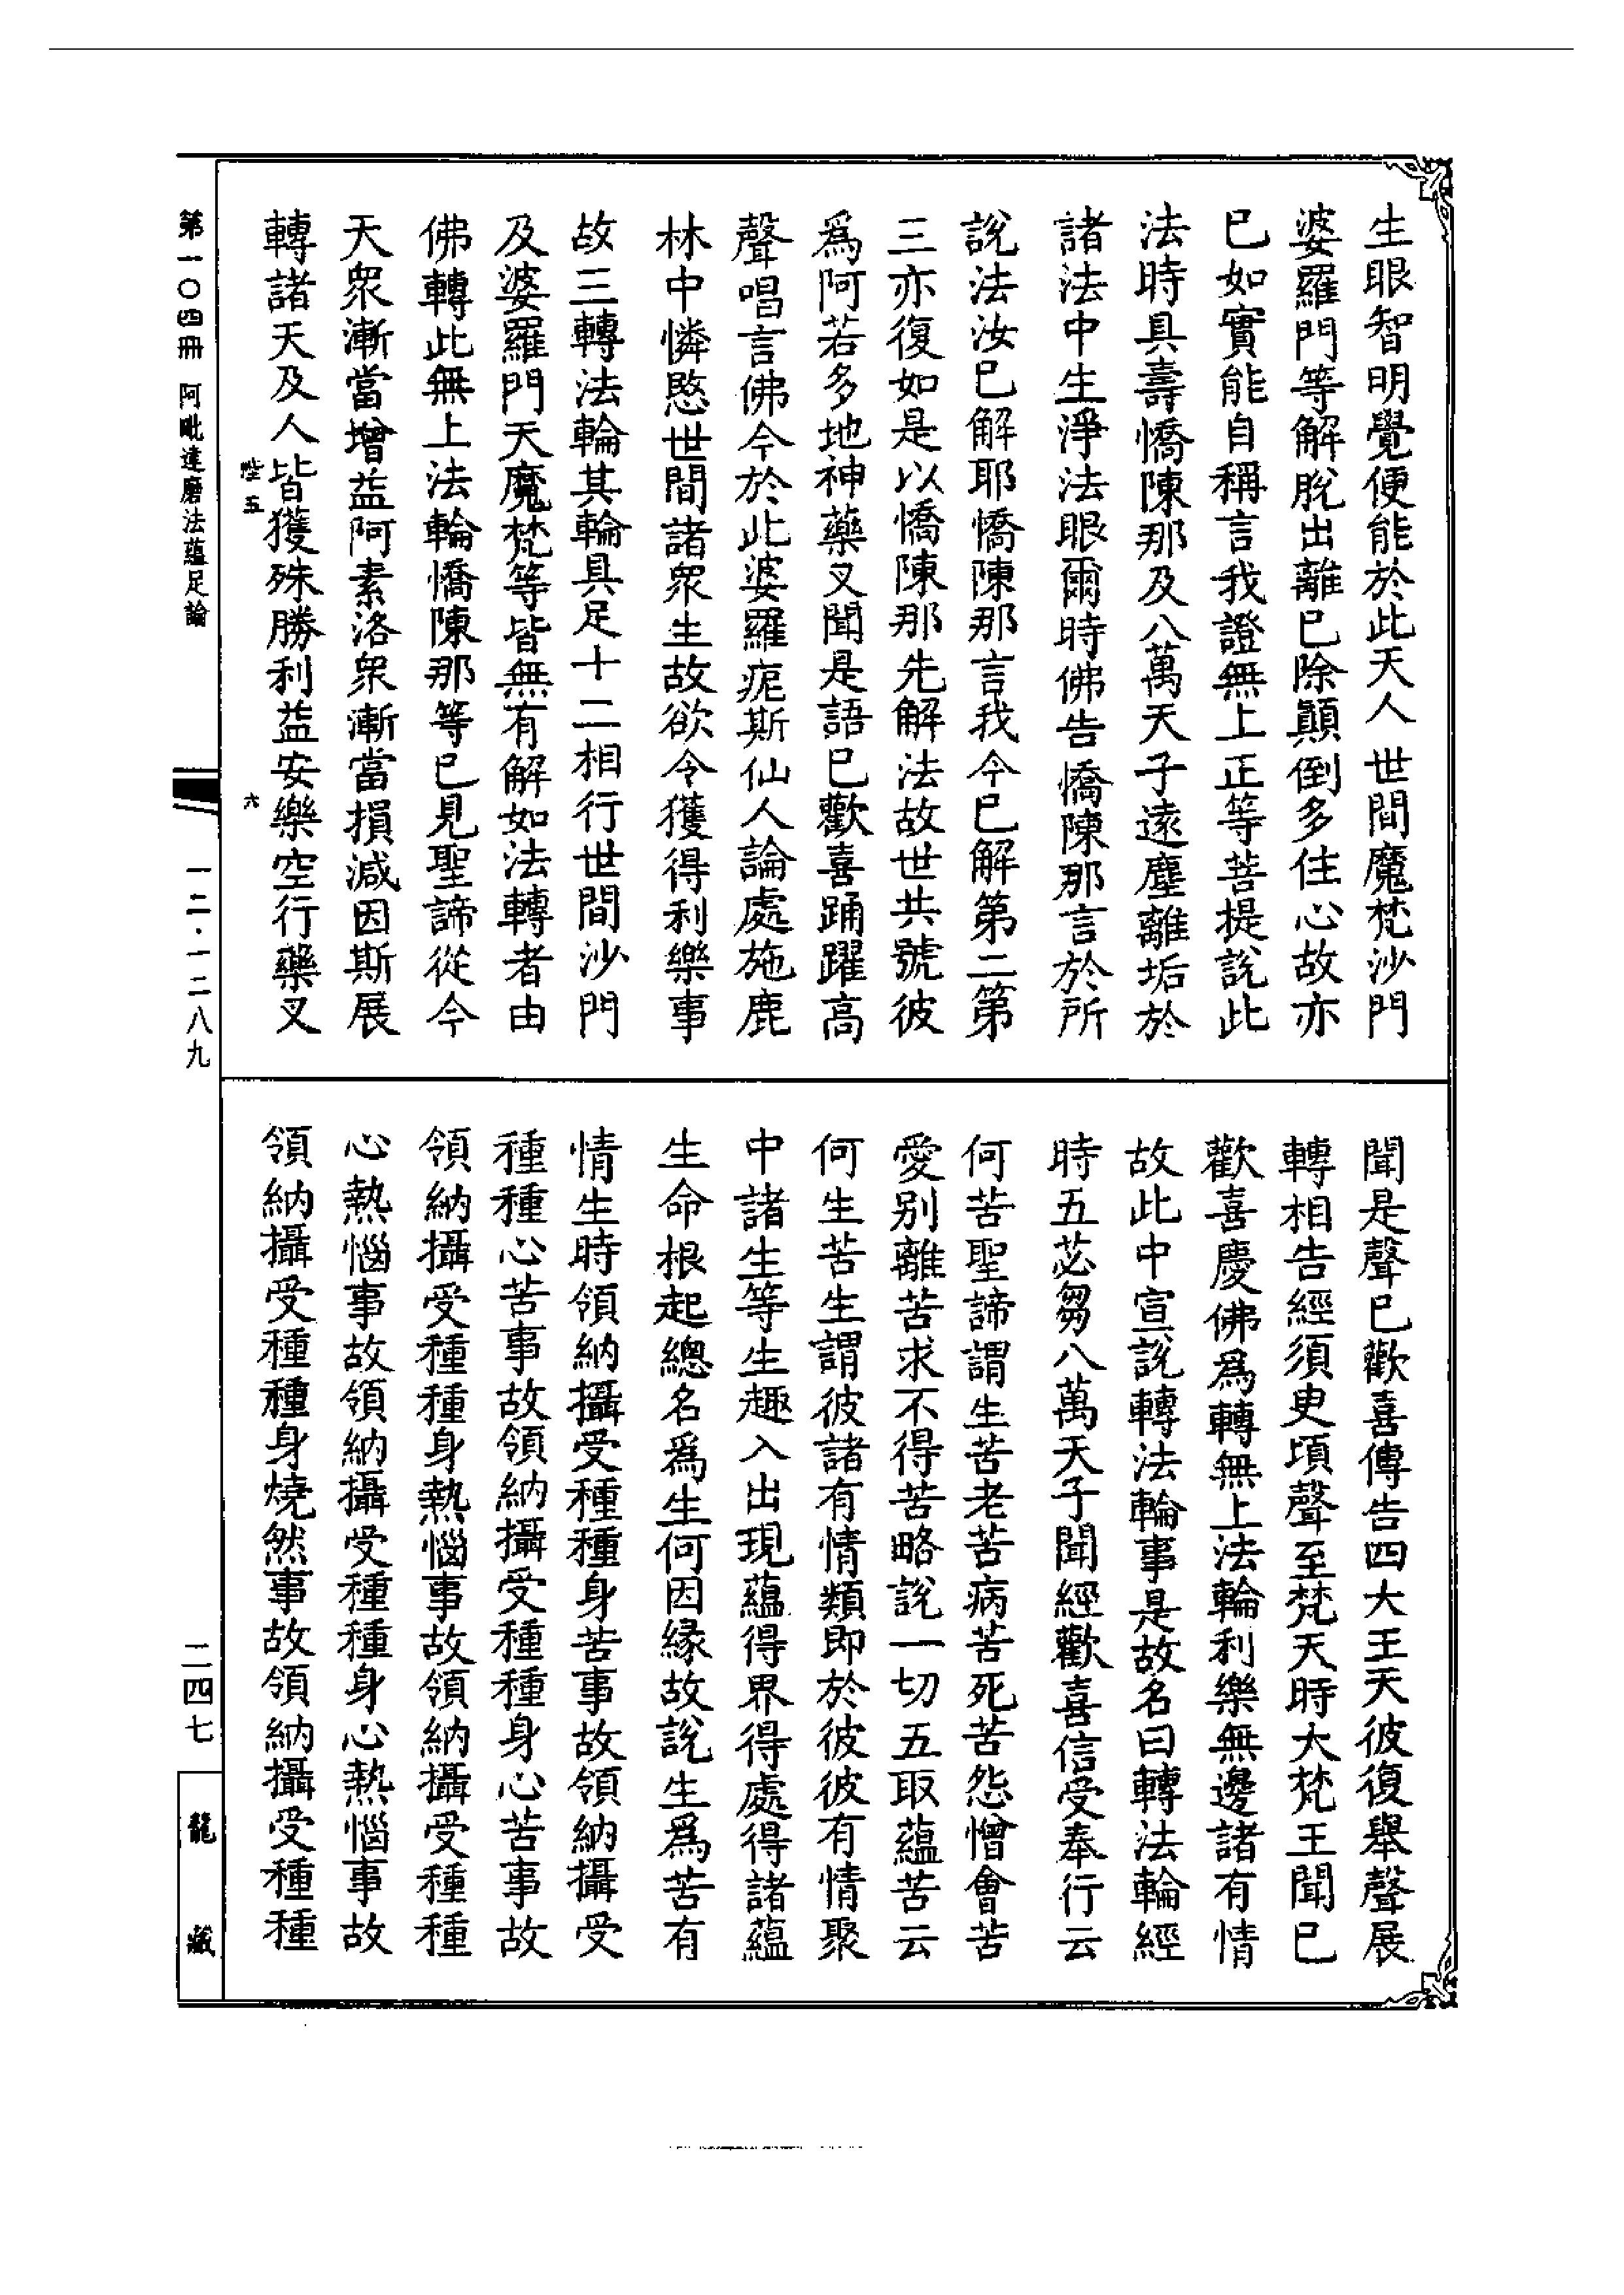 生眼智明覺便能於此天人世間魔梵沙門
婆羅門等解脫出離已除顛倒多住心故亦
已如實能自稱言我證無上正等菩提說此
法時具壽憍陳那及八萬天子遠塵離垢於
諸法中生淨法眼爾時佛告憍陳那言於所
說法汝已解耶憍陳那言我今已解第二第
三亦復如是以憍陳那先解法故世共號彼
爲阿若多地神藥叉聞是語已歡喜踊躍高
聲唱言佛今於此婆羅痆斯仙人論處施鹿
林中憐愍世間諸衆生故欲令獲得利樂事
故三轉法輪其輪具足十二相行世間沙門
及婆羅門天魔梵等皆無有解如法轉者由
佛轉此無上法輪憍陳那等已見聖諦從今
天衆漸當增益阿素洛衆漸當損減因斯展
轉諸天及人皆獲殊勝利益安樂空行藥叉
聞是聲已歡喜傳告四大王天彼復舉聲展
轉相告經須臾頃聲至梵天時大梵王聞已
歡喜慶佛爲轉無上法輪利樂無邊諸有情
故此中宣說轉法輪事是故名曰轉法輪經
時五苾芻八萬天子聞經歡喜信受奉行云
何苦聖諦謂生苦老苦病苦死苦怨憎會苦
愛别離苦求不得苦略說一切五取蘊苦云
何生苦生謂彼諸有情類即於彼彼有情聚
中諸生等生趣入出現蘊得界得處得諸蘊
生命根起總名爲生何因緣故說生爲苦有
情生時領納攝受種種身苦事故領納攝受
種種心苦事故領納攝受種種身心苦事故
領納攝受種種身熱惱事故領納攝受種種
心熱惱事故領納攝受種種身心熱惱事故
領納攝受種種身燒然事故領納攝受種種
陛五 六
第一〇四冊 阿毗達磨法蘊足論 一二·一二八九 二四七 龍藏